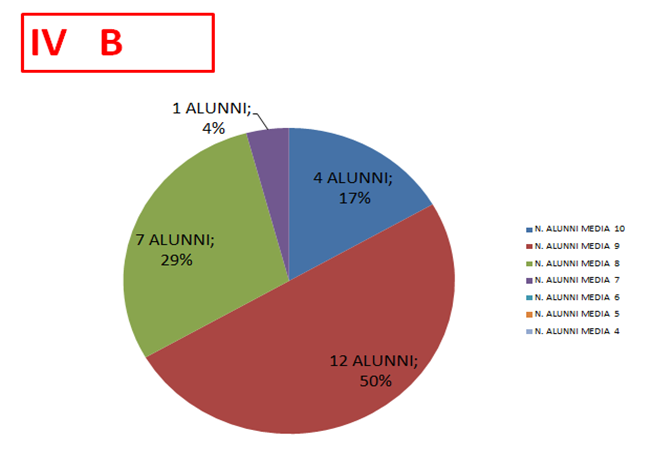 IV B
1 ALUNNI;
4%
4 ALUNNI;
17%
7 ALUNNI;
29%
12 ALUNNI;
50%
N. ALUNNI MEDIA 10
N. ALUNNI MEDIA 9
N. ALUNNI MEDIA 8
N. ALUNNI MEDIA 7
N. ALUNNI MEDIA 6
N. ALUNNI MEDIA 5
N. ALUNNI MEDIA 4